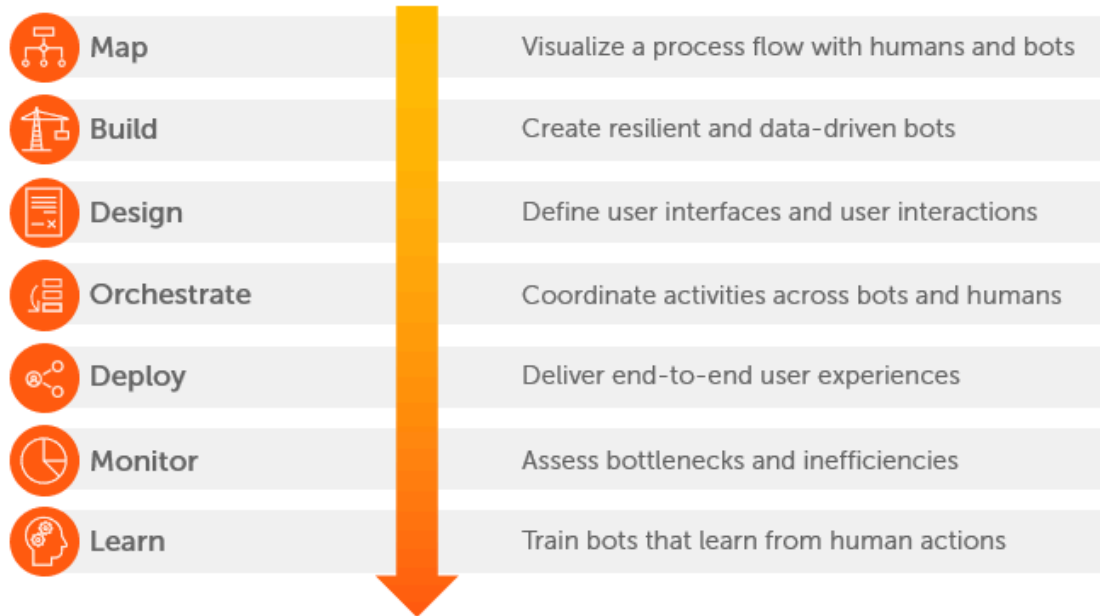 Map
Visualize a process flow with humans and bots
Build
Create resilient and data-driven bots
Design
Define user interfaces and user interactions
Orchestrate
Coordinate activities across bots and humans
Deploy
Deliver end-to-end user experiences
Monitor
Assess bottlenecks and inefficiencies
Learn
Train bots that learn from human actions